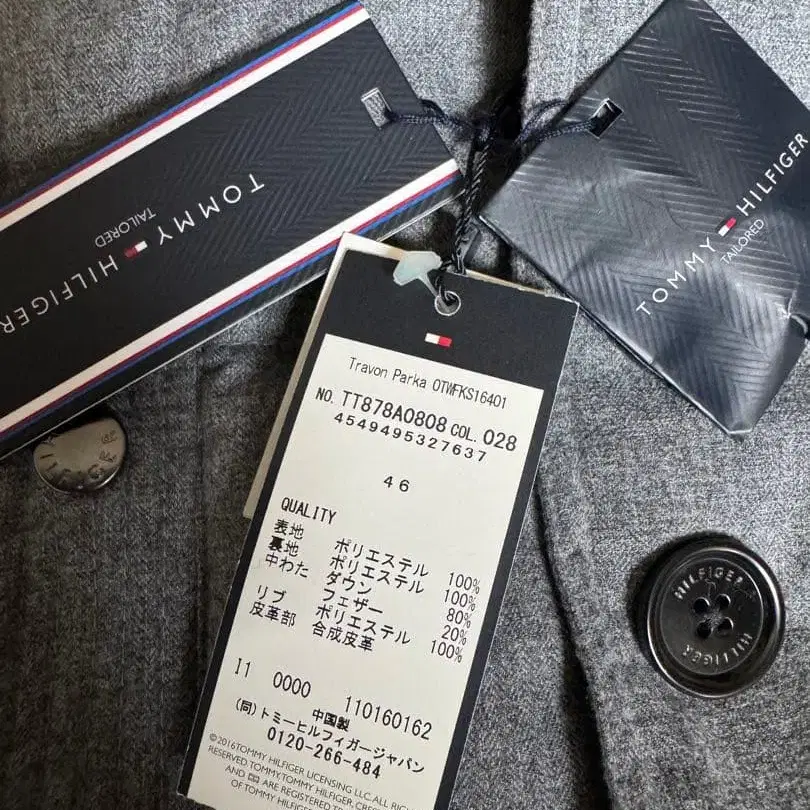 TOMMY HILFIGER
TAILORED
TOMMY HILFIGER
TAILORED
Travon Parka OTWFKS16401
NO. TT878A0808 COL. 028
4549495327637
46
QUALITY
表地 ポリエステル 100%
裏地 ポリエステル 100%
中わた ダウン 80%
フェザー 20%
リブ ポリエステル 100%
皮革部 合成皮革
I1 0000 110160162
中国製
(同)トミーヒルフィガージャパン
0120-266-484
©2016TOMMY HILFIGER LICENSING LLC ALL RIG
RESERVED. TOMMY, TOMMY HILFIGER, CRE
AND ARE REGISTERED
OF TOMMY
HILFIGER
HILFIGER